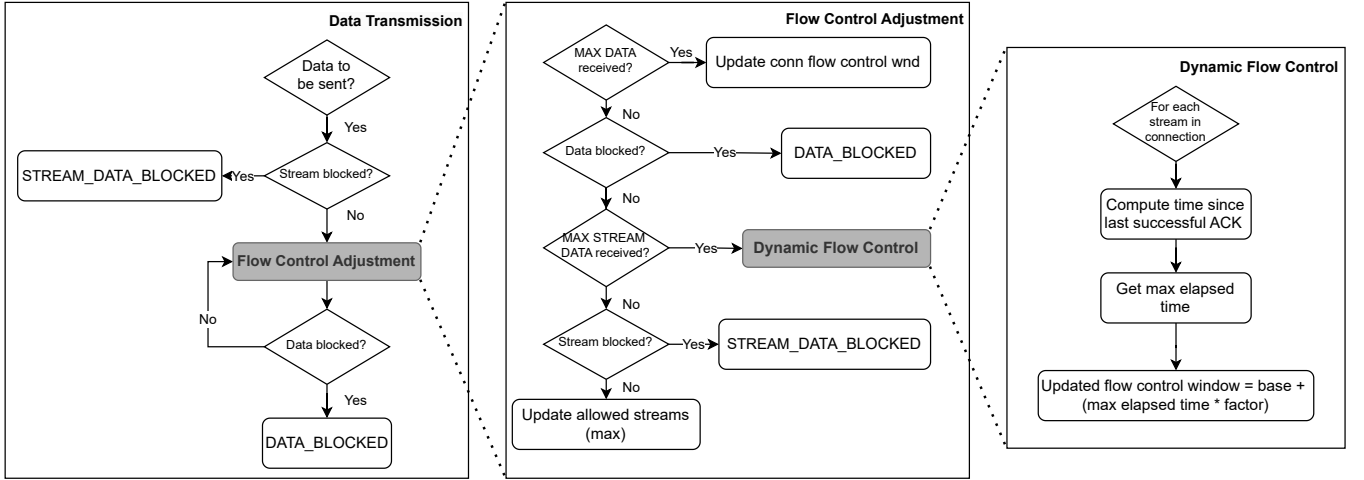 Data Transmission
Data to
be sent?
Yes
Stream blocked?
Yes
STREAM_DATA_BLOCKED
No
Flow Control Adjustment
No
Data blocked?
Yes
DATA_BLOCKED
Flow Control Adjustment
MAX DATA
received?
Yes
Update conn flow control wnd
No
Data blocked?
Yes
DATA_BLOCKED
No
MAX STREAM
DATA received?
Yes
Dynamic Flow Control
No
Stream blocked?
Yes
STREAM_DATA_BLOCKED
No
Update allowed streams
(max)
Dynamic Flow Control
For each
stream in
connection
Compute time since
last successful ACK
Get max elapsed
time
Updated flow control window = base +
(max elapsed time * factor)